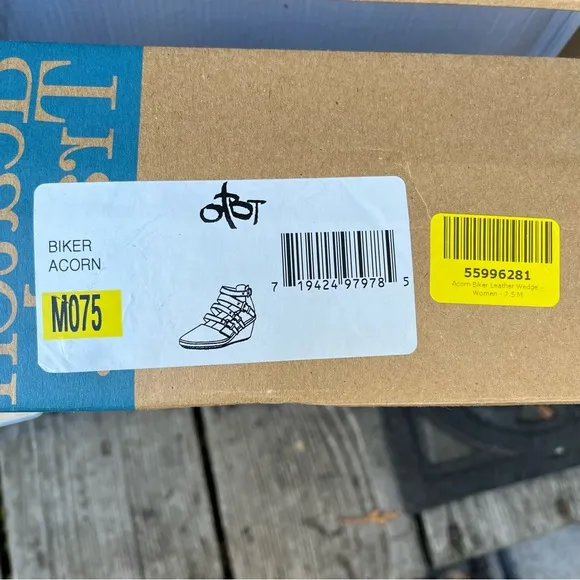 OTBT
BIKER
ACORN
M075
7 19424 97978 5
55996281
Acorn Biker Leather Wedge -
Women - 7.5 M